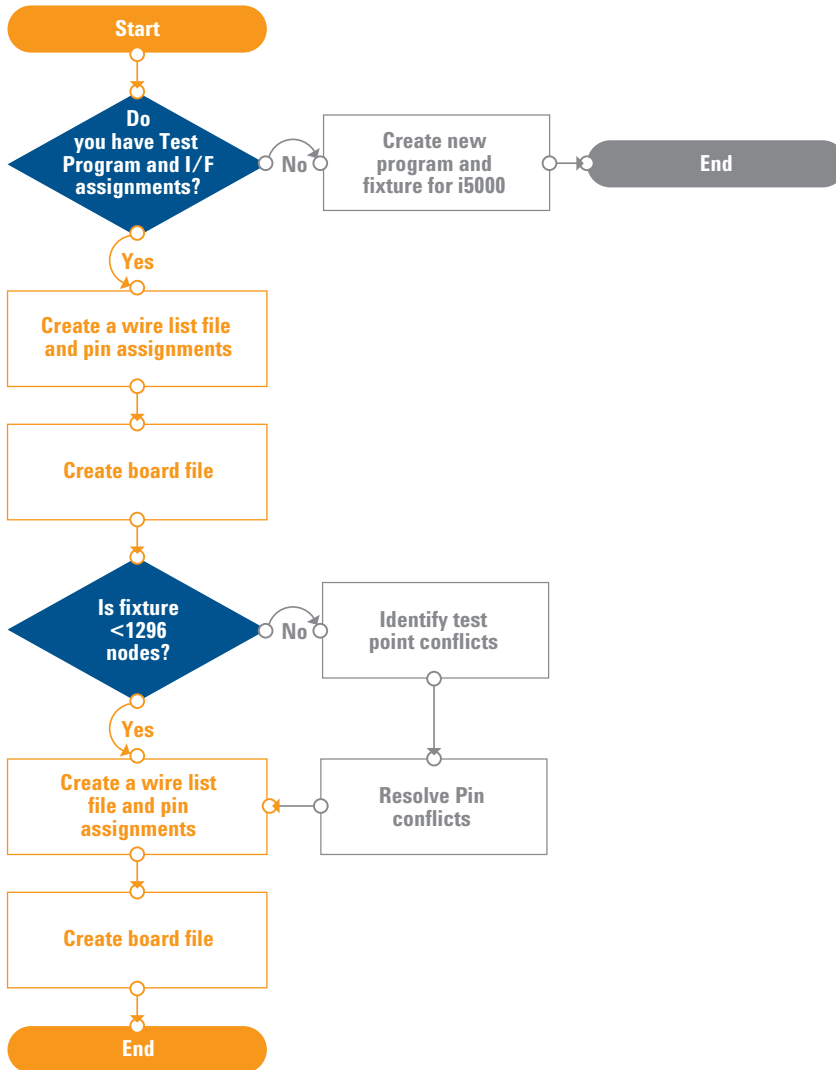 Start
Do
you have Test
Program and I/F
assignments?
No
Create new
program and
fixture for i5000
End
Yes
Create a wire list file
and pin assignments
Create board file
Is fixture
<1296
nodes?
No
Identify test
point conflicts
Yes
Create a wire list
file and pin
assignments
Resolve Pin
conflicts
Create board file
End